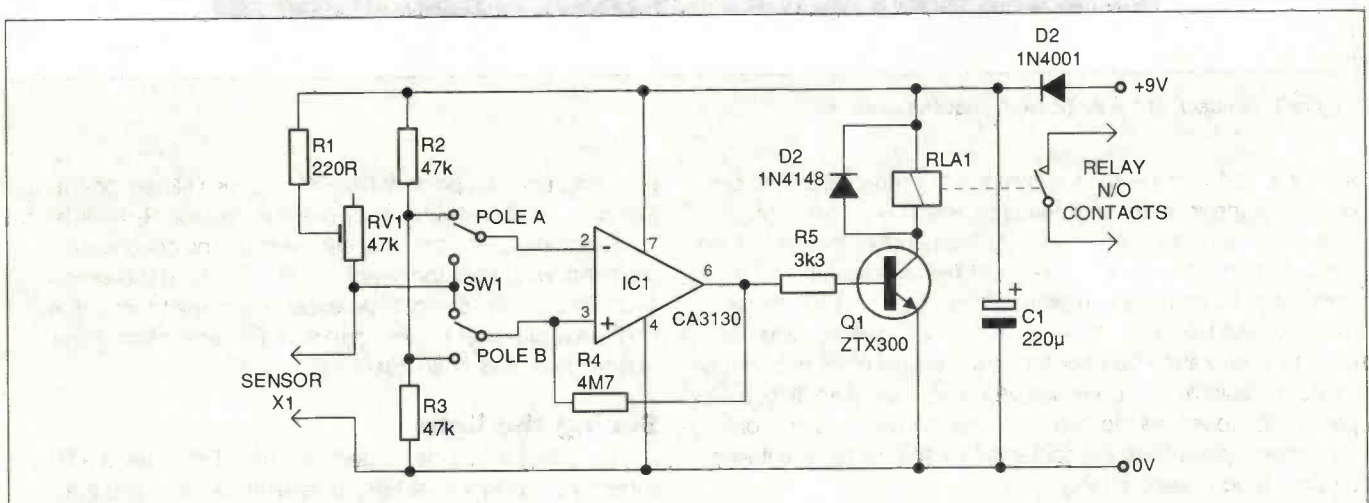 D2
1N4001
+9V
R1
220R
R2
47k
D2
1N4148
RLA1
RELAY
N/O
CONTACTS
RV1
47k
POLE A
2
-
7
IC1
6
R5
3k3
SW1
3
+
4
CA3130
+
C1
220µ
Q1
ZTX300
POLE B
R4
4M7
SENSOR
X1
R3
47k
0V